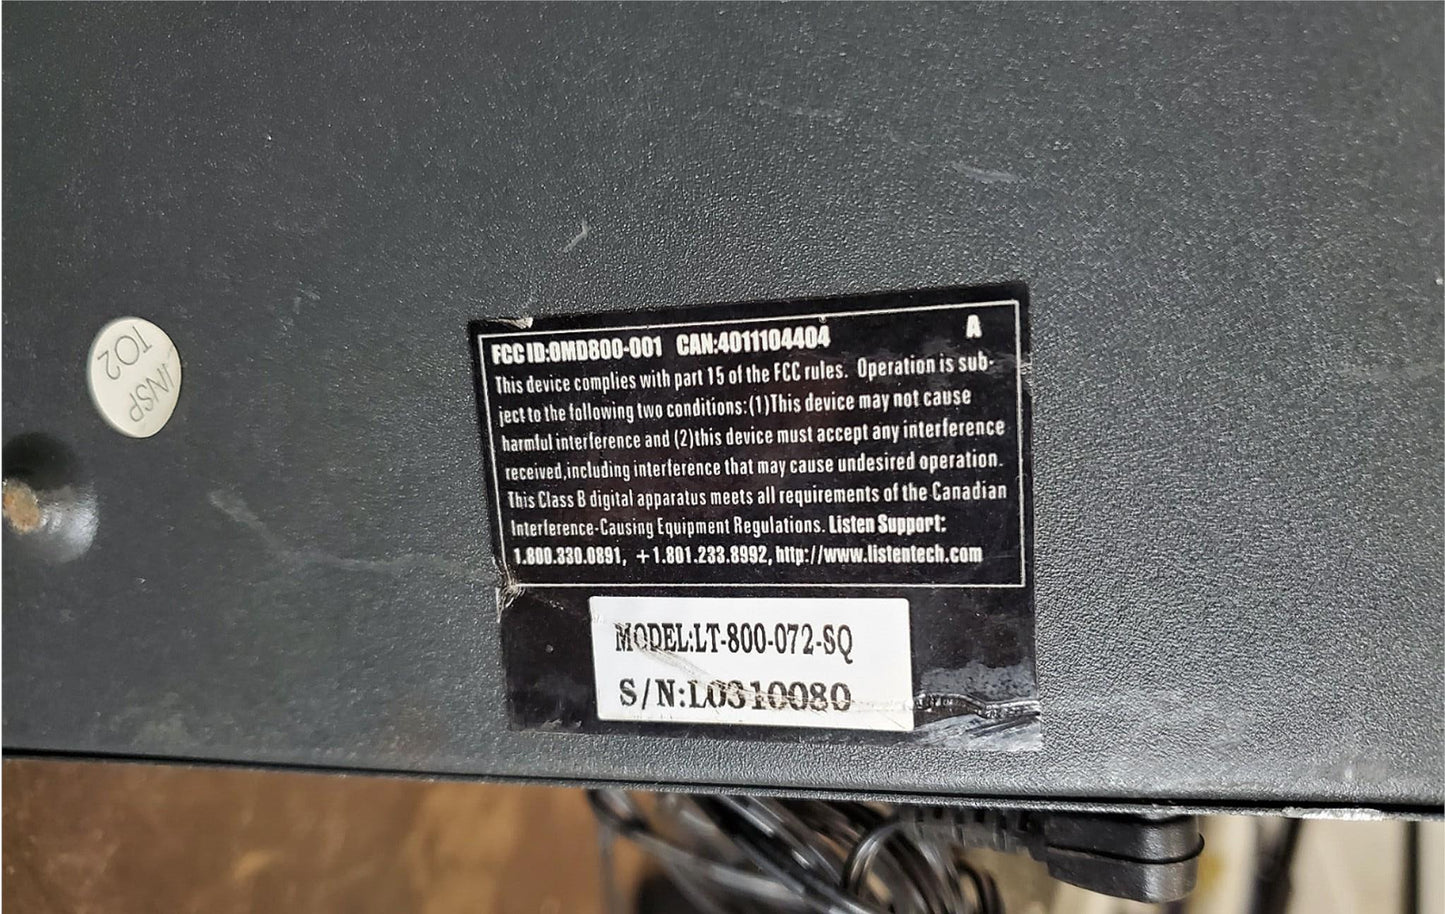 INSP
TO2
FCC ID:OMD800-001 CAN:4011104404 A
This device complies with part 15 of the FCC rules. Operation is sub-
ject to the following two conditions:(1)This device may not cause
harmful interference and (2)this device must accept any interference
received,including interference that may cause undesired operation.
This Class B digital apparatus meets all requirements of the Canadian
Interference-Causing Equipment Regulations. Listen Support:
1.800.330.0891, +1.801.233.8992, http://www.listentech.com
MODEL:LT-800-072-SQ
S/N:L0310080